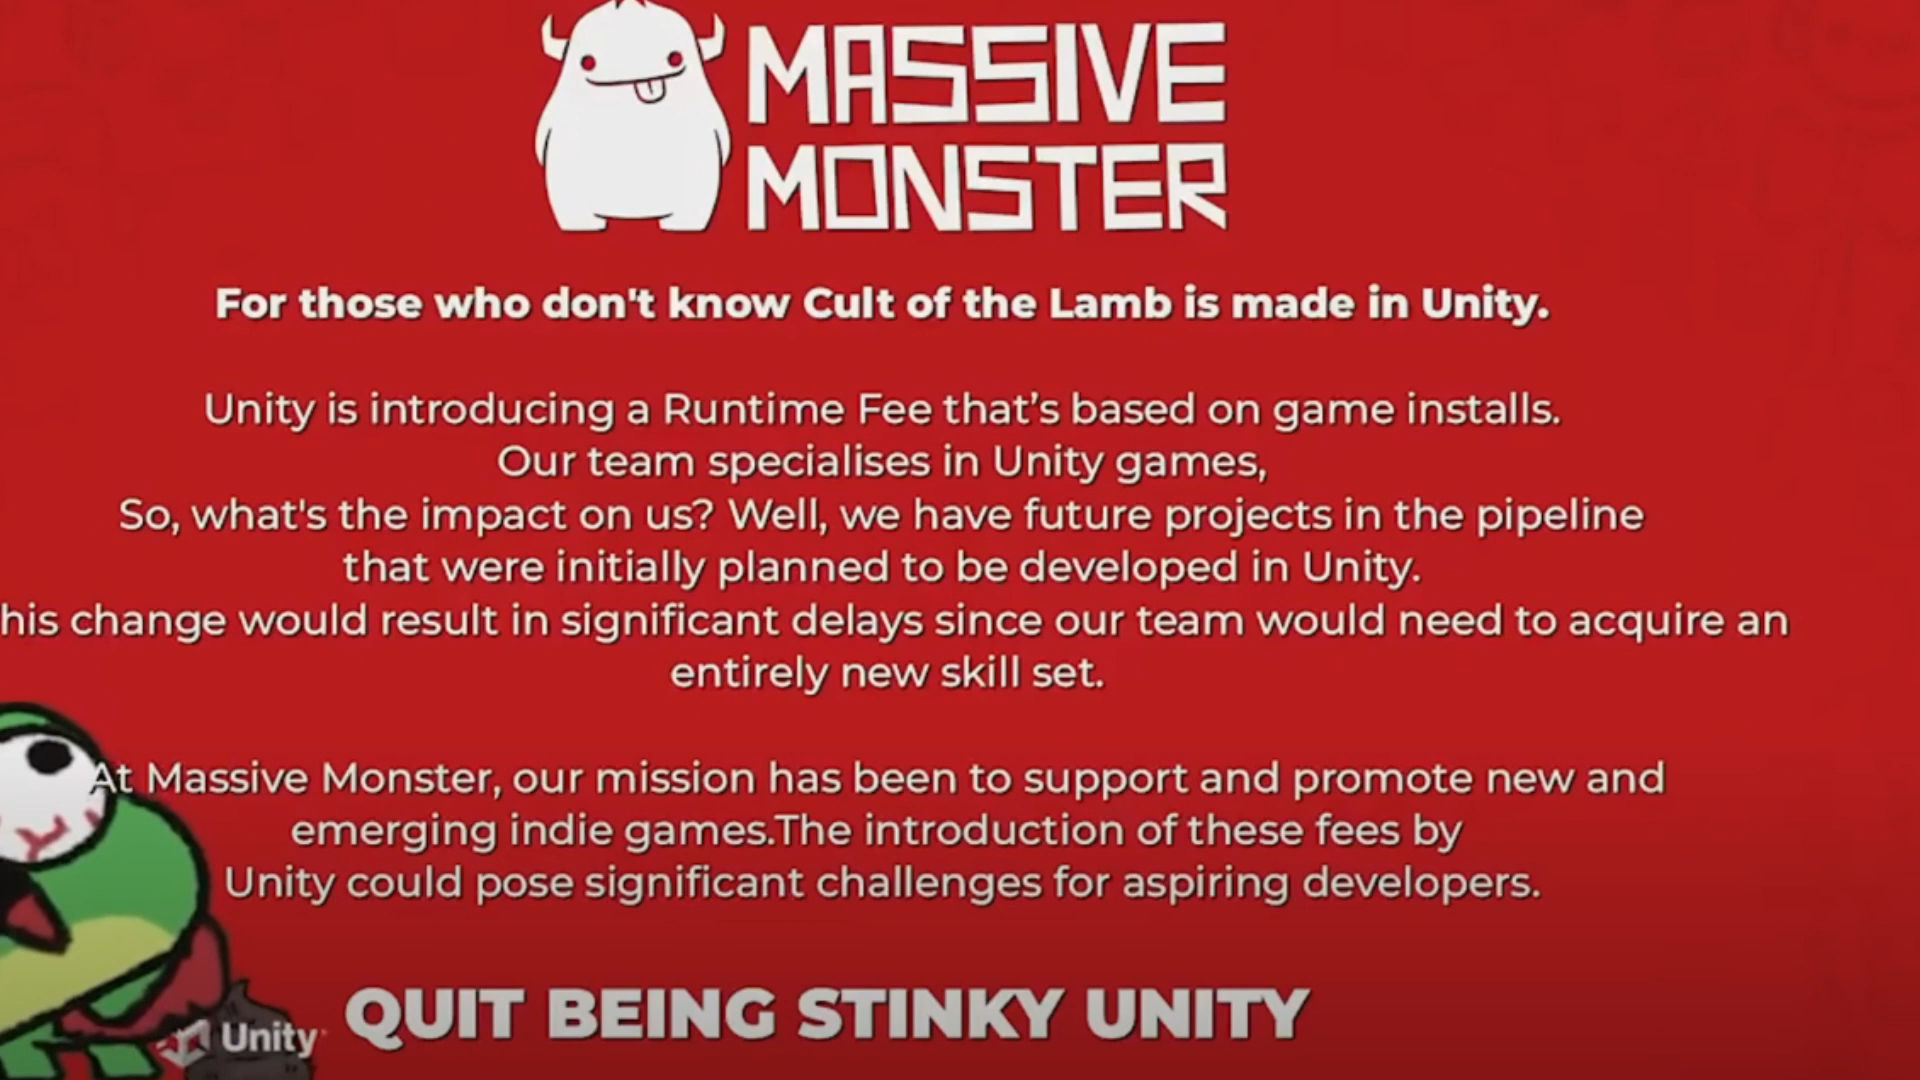 MASSIVE
MONSTER
For those who don't know Cult of the Lamb is made in Unity.
Unity is introducing a Runtime Fee that’s based on game installs.
Our team specialises in Unity games,
So, what's the impact on us? Well, we have future projects in the pipeline
that were initially planned to be developed in Unity.
his change would result in significant delays since our team would need to acquire an
entirely new skill set.
At Massive Monster, our mission has been to support and promote new and
emerging indie games.The introduction of these fees by
Unity could pose significant challenges for aspiring developers.
Unity
QUIT BEING STINKY UNITY